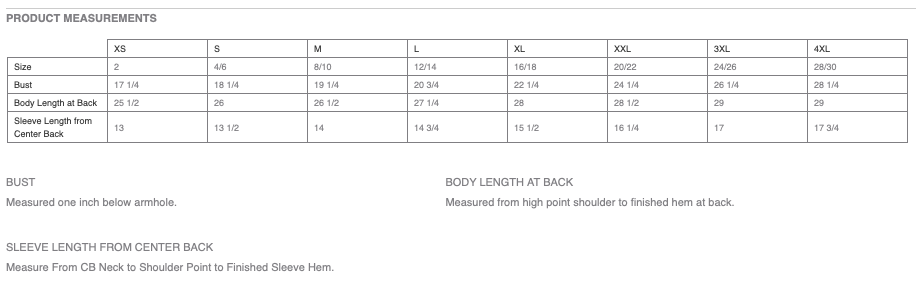 PRODUCT MEASUREMENTS
XS S M L XL XXL 3XL 4XL
Size 2 4/6 8/10 12/14 16/18 20/22 24/26 28/30
Bust 17 1/4 18 1/4 19 1/4 20 3/4 22 1/4 24 1/4 26 1/4 28 1/4
Body Length at Back 25 1/2 26 26 1/2 27 1/4 28 28 1/2 29 29
Sleeve Length from
Center Back 13 13 1/2 14 14 3/4 15 1/2 16 1/4 17 17 3/4
BUST
Measured one inch below armhole.
BODY LENGTH AT BACK
Measured from high point shoulder to finished hem at back.
SLEEVE LENGTH FROM CENTER BACK
Measure From CB Neck to Shoulder Point to Finished Sleeve Hem.